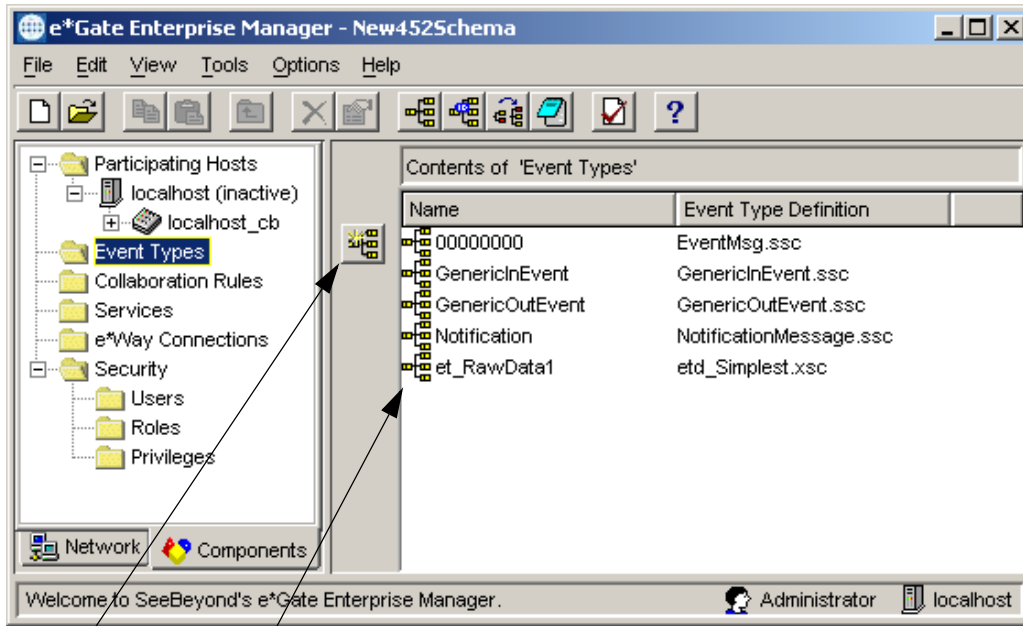 e*Gate Enterprise Manager - New452Schema
File Edit View Tools Options Help
Participating Hosts
localhost (inactive)
localhost_cb
Event Types
Collaboration Rules
Services
e*Way Connections
Security
Users
Roles
Privileges
Network
Components
Contents of 'Event Types'
Name Event Type Definition
00000000 EventMsg.ssc
GenericInEvent GenericInEvent.ssc
GenericOutEvent GenericOutEvent.ssc
Notification NotificationMessage.ssc
et_RawData1 etd_Simplest.xsc
Welcome to SeeBeyond's e*Gate Enterprise Manager. Administrator localhost